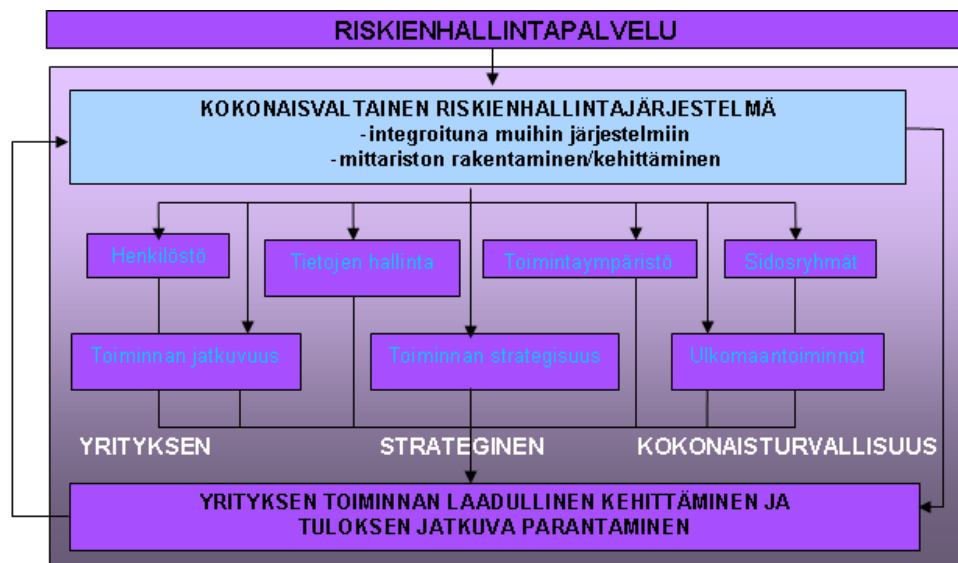 RISKIENHALLINTAPALVELU
KOKONAISVALTAINEN RISKIENHALLINTAJÄRJESTELMÄ
-integroituna muihin järjestelmiin
-mittariston rakentaminen/kehittäminen
Henkilöstö
Tietojen hallinta
Toimintaympäristö
Sidosryhmät
Toiminnan jatkuvuus
Toiminnan strategisuus
Ulkomaantoiminnot
YRITYKSEN STRATEGINEN KOKONAISTURVALLISUUS
YRITYKSEN TOIMINNAN LAADULLINEN KEHITTÄMINEN JA
TULOKSEN JATKUVA PARANTAMINEN